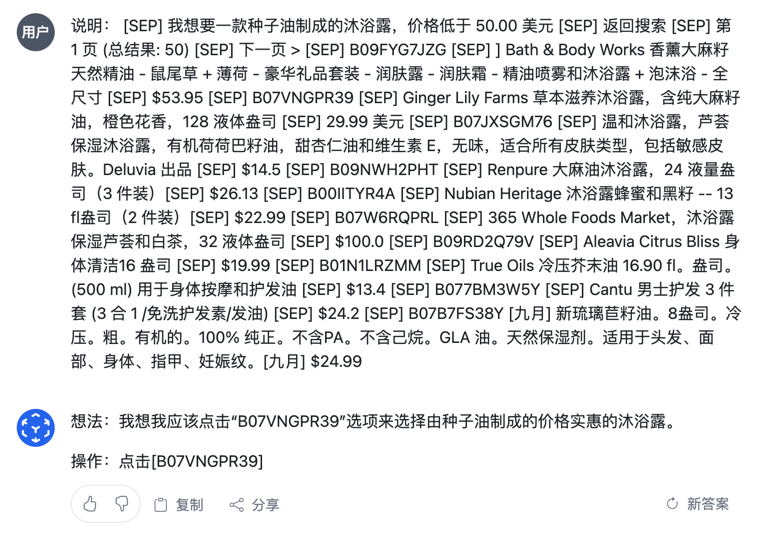 用户
说明： [SEP] 我想要一款种子油制成的沐浴露，价格低于 50.00 美元 [SEP] 返回搜索 [SEP] 第
1 页 (总结果: 50) [SEP] 下一页 > [SEP] B09FYG7JZG [SEP] ] Bath & Body Works 香薰大麻籽
天然精油 - 鼠尾草 + 薄荷 - 豪华礼品套装 - 润肤露 - 润肤霜 - 精油喷雾和沐浴露 + 泡沫浴 - 全
尺寸 [SEP] $53.95 [SEP] B07VNGPR39 [SEP] Ginger Lily Farms 草本滋养沐浴露，含纯大麻籽
油，橙色花香，128 液体盎司 [SEP] 29.99 美元 [SEP] B07JXSGM76 [SEP] 温和沐浴露，芦荟
保湿沐浴露，有机荷荷巴籽油，甜杏仁油和维生素 E，无味，适合所有皮肤类型，包括敏感皮
肤。Deluvia 出品 [SEP] $14.5 [SEP] B09NWH2PHT [SEP] Renpure 大麻油沐浴露，24 液量盎
司（3 件装）[SEP] $26.13 [SEP] B00IITYR4A [SEP] Nubian Heritage 沐浴露蜂蜜和黑籽 -- 13
fl盎司（2 件装）[SEP] $22.99 [SEP] B07W6RQPRL [SEP] 365 Whole Foods Market，沐浴露
保湿芦荟和白茶，32 液体盎司 [SEP] $100.0 [SEP] B09RD2Q79V [SEP] Aleavia Citrus Bliss 身
体清洁16 盎司 [SEP] $19.99 [SEP] B01N1LRZMM [SEP] True Oils 冷压芥末油 16.90 fl。盎司。
(500 ml) 用于身体按摩和护发油 [SEP] $13.4 [SEP] B077BM3W5Y [SEP] Cantu 男士护发 3 件
套 (3 合 1 /免洗护发素/发油) [SEP] $24.2 [SEP] B07B7FS38Y [九月] 新琉璃苣籽油。8盎司。冷
压。粗。有机的。100% 纯正。不含PA。不含己烷。GLA 油。天然保湿剂。适用于头发、面
部、身体、指甲、妊娠纹。[九月] $24.99
想法：我想我应该点击“B07VNGPR39”选项来选择由种子油制成的价格实惠的沐浴露。
操作：点击[B07VNGPR39]
复制 分享 新答案